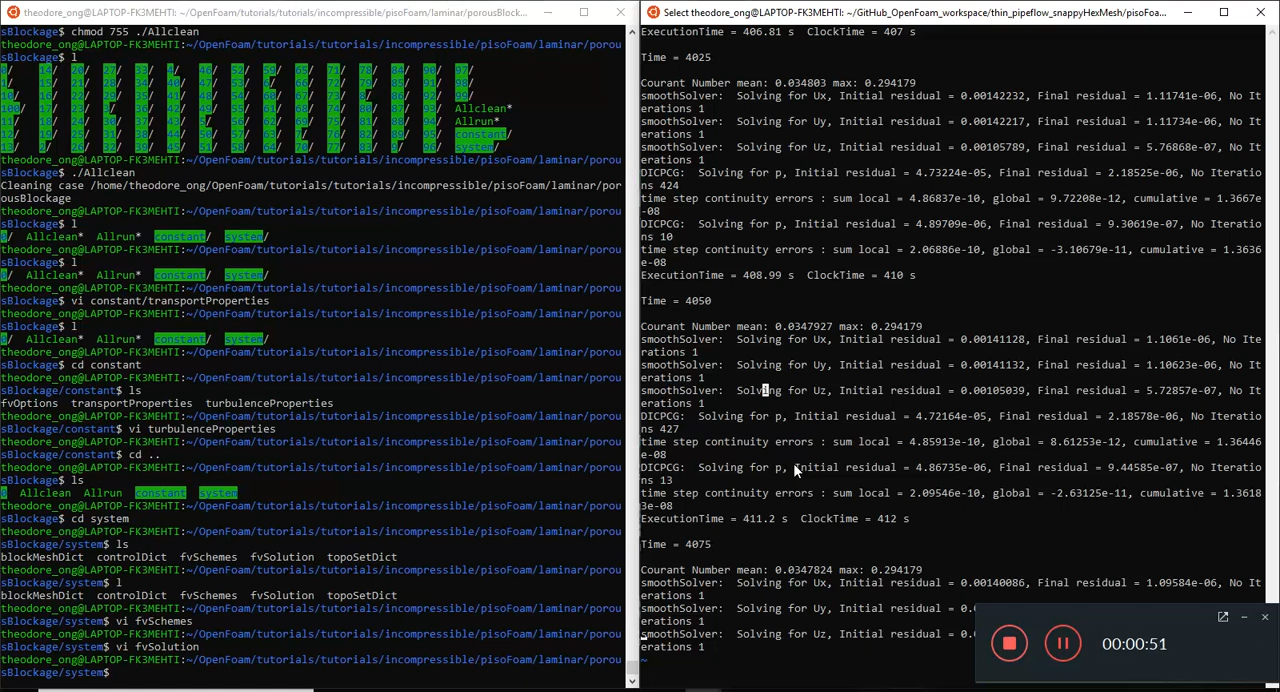 theodore_ong@LAPTOP-FK3MEHTI: ~/OpenFoam/tutorials/tutorials/incompressible/pisoFoam/laminar/porousBlock...
sBlockage$ chmod 755 ./Allclean
theodore_ong@LAPTOP-FK3MEHTI:~/OpenFoam/tutorials/tutorials/incompressible/pisoFoam/laminar/porou
sBlockage$ l
Allclean*
Allrun*
constant/
system/
theodore_ong@LAPTOP-FK3MEHTI:~/OpenFoam/tutorials/tutorials/incompressible/pisoFoam/laminar/porou
sBlockage$ ./Allclean
Cleaning case /home/theodore_ong/OpenFoam/tutorials/tutorials/incompressible/pisoFoam/laminar/por
ousBlockage
theodore_ong@LAPTOP-FK3MEHTI:~/OpenFoam/tutorials/tutorials/incompressible/pisoFoam/laminar/porou
sBlockage$ l
0/  Allclean*  Allrun*  constant/  system/
theodore_ong@LAPTOP-FK3MEHTI:~/OpenFoam/tutorials/tutorials/incompressible/pisoFoam/laminar/porou
sBlockage$ l
0/  Allclean*  Allrun*  constant/  system/
theodore_ong@LAPTOP-FK3MEHTI:~/OpenFoam/tutorials/tutorials/incompressible/pisoFoam/laminar/porou
sBlockage$ vi constant/transportProperties
theodore_ong@LAPTOP-FK3MEHTI:~/OpenFoam/tutorials/tutorials/incompressible/pisoFoam/laminar/porou
sBlockage$ l
0/  Allclean*  Allrun*  constant/  system/
theodore_ong@LAPTOP-FK3MEHTI:~/OpenFoam/tutorials/tutorials/incompressible/pisoFoam/laminar/porou
sBlockage$ cd constant
theodore_ong@LAPTOP-FK3MEHTI:~/OpenFoam/tutorials/tutorials/incompressible/pisoFoam/laminar/porou
sBlockage/constant$ ls
fvOptions  transportProperties  turbulenceProperties
theodore_ong@LAPTOP-FK3MEHTI:~/OpenFoam/tutorials/tutorials/incompressible/pisoFoam/laminar/porou
sBlockage/constant$ vi turbulenceProperties
theodore_ong@LAPTOP-FK3MEHTI:~/OpenFoam/tutorials/tutorials/incompressible/pisoFoam/laminar/porou
sBlockage/constant$ cd ..
theodore_ong@LAPTOP-FK3MEHTI:~/OpenFoam/tutorials/tutorials/incompressible/pisoFoam/laminar/porou
sBlockage$ ls
0  Allclean  Allrun  constant  system
theodore_ong@LAPTOP-FK3MEHTI:~/OpenFoam/tutorials/tutorials/incompressible/pisoFoam/laminar/porou
sBlockage$ cd system
theodore_ong@LAPTOP-FK3MEHTI:~/OpenFoam/tutorials/tutorials/incompressible/pisoFoam/laminar/porou
sBlockage/system$ ls
blockMeshDict  controlDict  fvSchemes  fvSolution  topoSetDict
theodore_ong@LAPTOP-FK3MEHTI:~/OpenFoam/tutorials/tutorials/incompressible/pisoFoam/laminar/porou
sBlockage/system$ l
blockMeshDict  controlDict  fvSchemes  fvSolution  topoSetDict
theodore_ong@LAPTOP-FK3MEHTI:~/OpenFoam/tutorials/tutorials/incompressible/pisoFoam/laminar/porou
sBlockage/system$ vi fvSchemes
theodore_ong@LAPTOP-FK3MEHTI:~/OpenFoam/tutorials/tutorials/incompressible/pisoFoam/laminar/porou
sBlockage/system$ vi fvSolution
theodore_ong@LAPTOP-FK3MEHTI:~/OpenFoam/tutorials/tutorials/incompressible/pisoFoam/laminar/porou
sBlockage/system$
Select theodore_ong@LAPTOP-FK3MEHTI: ~/GitHub_OpenFoam_workspace/thin_pipeflow_snappyHexMesh/pisoFoa...
ExecutionTime = 406.81 s  ClockTime = 407 s
Time = 4025
Courant Number mean: 0.034803 max: 0.294179
smoothSolver:  Solving for Ux, Initial residual = 0.00142232, Final residual = 1.11741e-06, No It
erations 1
smoothSolver:  Solving for Uy, Initial residual = 0.00142217, Final residual = 1.11734e-06, No It
erations 1
smoothSolver:  Solving for Uz, Initial residual = 0.00105789, Final residual = 5.76868e-07, No It
erations 1
DICPCG:  Solving for p, Initial residual = 4.73224e-05, Final residual = 2.18525e-06, No Iteratio
ns 424
time step continuity errors : sum local = 4.86837e-10, global = 9.72208e-12, cumulative = 1.3667e
-08
DICPCG:  Solving for p, Initial residual = 4.89709e-06, Final residual = 9.30619e-07, No Iteratio
ns 10
time step continuity errors : sum local = 2.06886e-10, global = -3.10679e-11, cumulative = 1.3636
e-08
ExecutionTime = 408.99 s  ClockTime = 410 s
Time = 4050
Courant Number mean: 0.0347927 max: 0.294179
smoothSolver:  Solving for Ux, Initial residual = 0.00141128, Final residual = 1.1061e-06, No Ite
rations 1
smoothSolver:  Solving for Uy, Initial residual = 0.00141132, Final residual = 1.10623e-06, No It
erations 1
smoothSolver:  Solving for Uz, Initial residual = 0.00105039, Final residual = 5.72857e-07, No It
erations 1
DICPCG:  Solving for p, Initial residual = 4.72164e-05, Final residual = 2.18578e-06, No Iteratio
ns 427
time step continuity errors : sum local = 4.85913e-10, global = 8.61253e-12, cumulative = 1.36446
e-08
DICPCG:  Solving for p, Initial residual = 4.86735e-06, Final residual = 9.44585e-07, No Iteratio
ns 13
time step continuity errors : sum local = 2.09546e-10, global = -2.63125e-11, cumulative = 1.3618
3e-08
ExecutionTime = 411.2 s  ClockTime = 412 s
Time = 4075
Courant Number mean: 0.0347824 max: 0.294179
smoothSolver:  Solving for Ux, Initial residual = 0.00140086, Final residual = 1.09584e-06, No It
erations 1
smoothSolver:  Solving for Uy, Initial residual = 0.
erations 1
smoothSolver:  Solving for Uz, Initial residual = 0.
erations 1
~
00:00:51